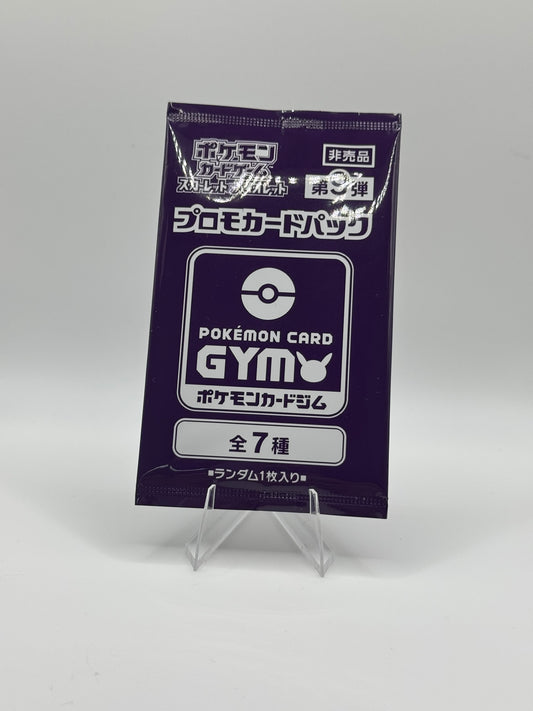 ポケモン
カードゲーム
スカーレット&バイオレット
非売品
第9弾
プロモカードパック
POKÉMON CARD
GYM
ポケモンカードジム
全7種
■ランダム1枚入り■